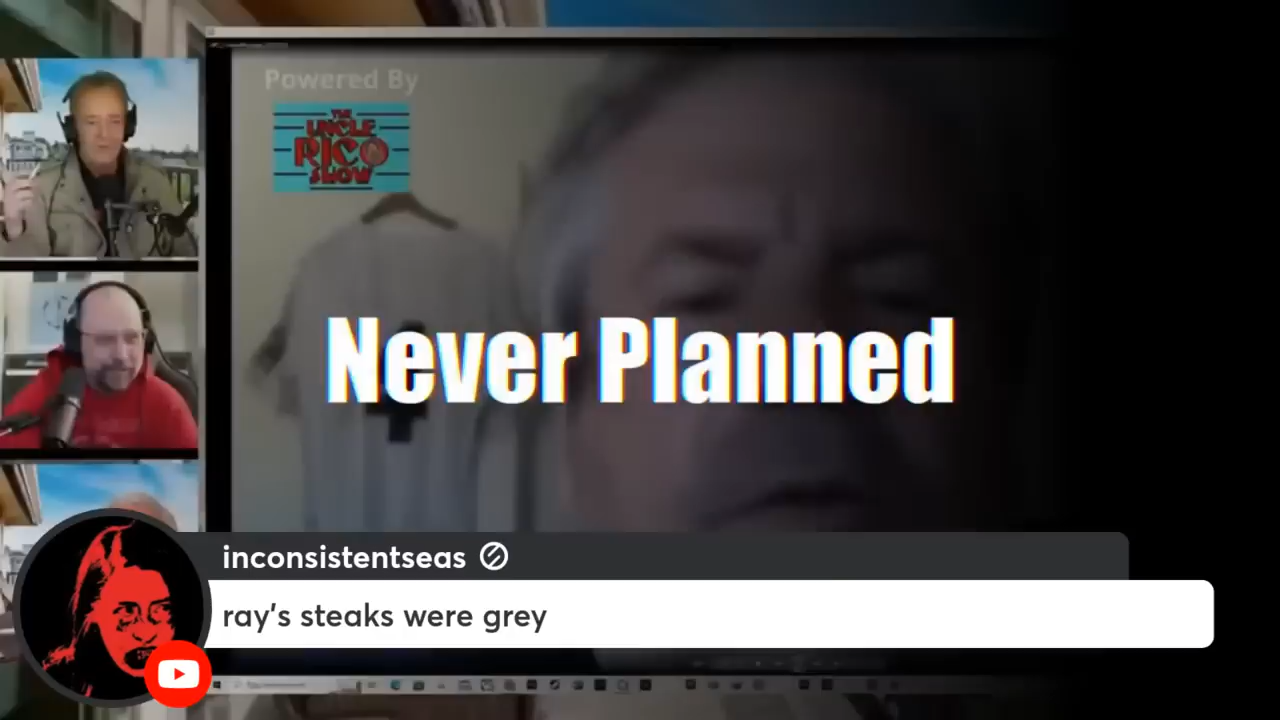 Powered By
THE
UNCLE
RICO
SHOW
Never Planned
inconsistentseas
ray's steaks were grey